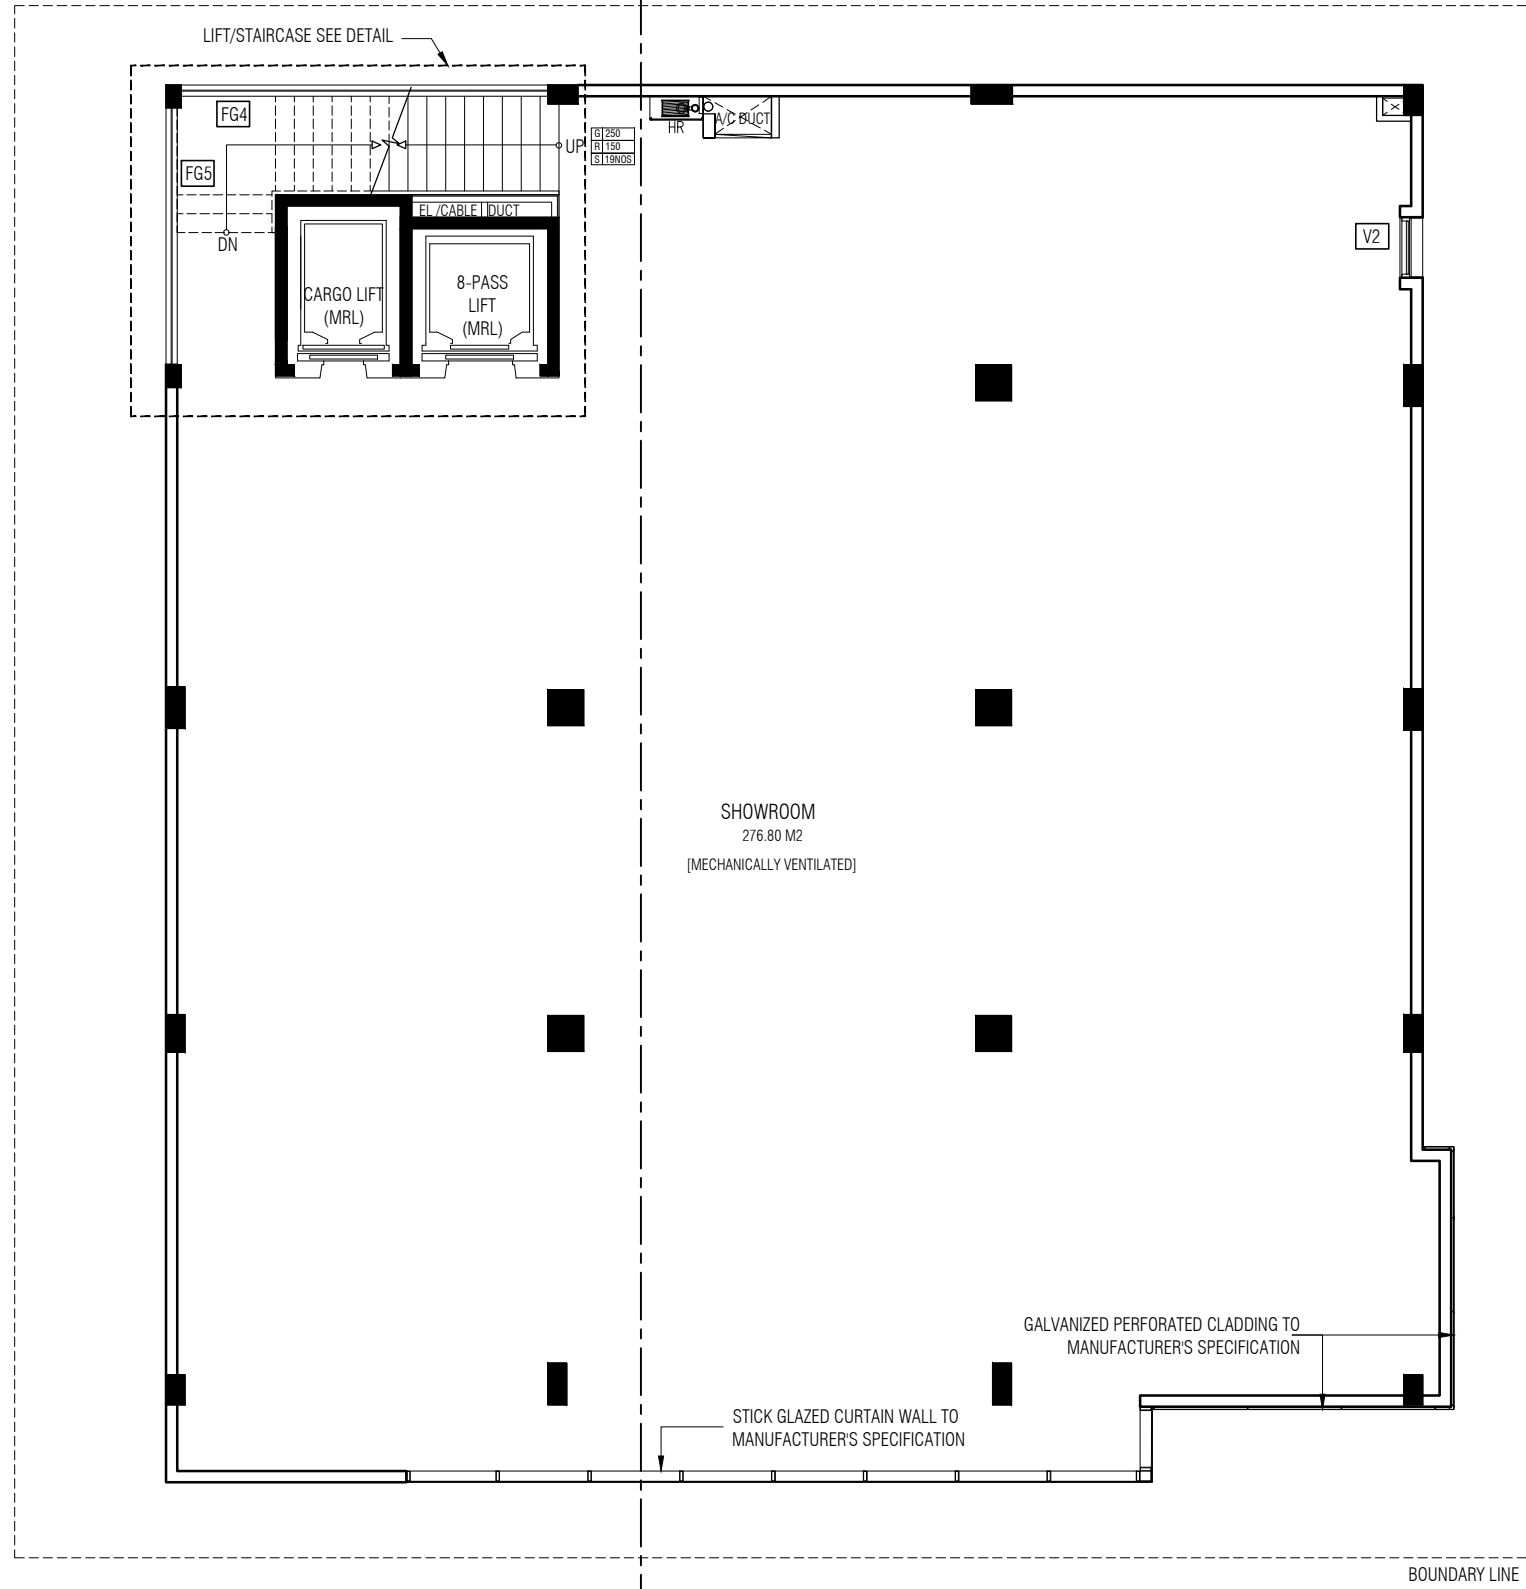 LIFT/STAIRCASE SEE DETAIL
FG4
HR
A/C DUCT
X
G 250
R 150
S 19NOS
UP
FG5
EL /CABLE DUCT
DN
V2
CARGO LIFT
(MRL)
8-PASS
LIFT
(MRL)
SHOWROOM
276.80 M2
[MECHANICALLY VENTILATED]
GALVANIZED PERFORATED CLADDING TO
MANUFACTURER'S SPECIFICATION
STICK GLAZED CURTAIN WALL TO
MANUFACTURER'S SPECIFICATION
BOUNDARY LINE